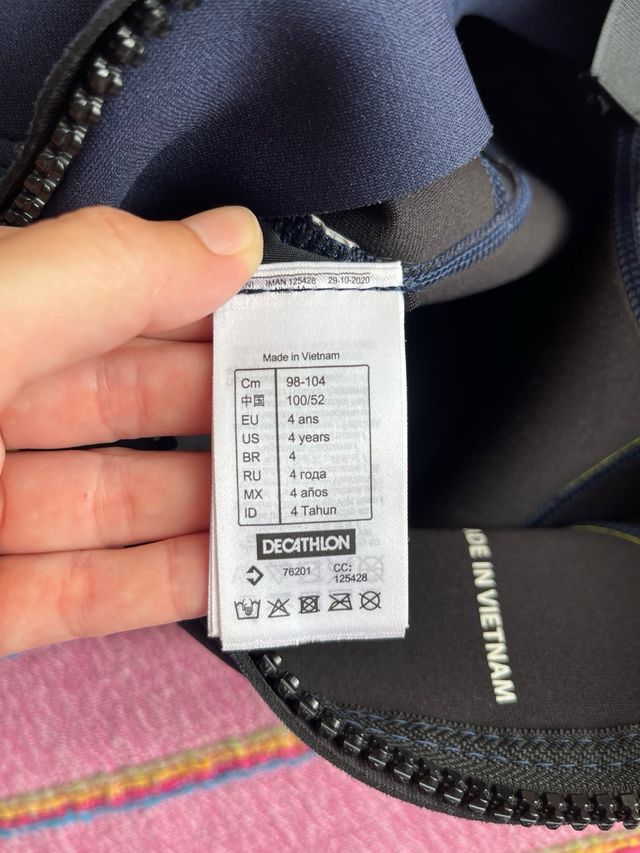 IMAN 125428 29-10-2020
Made in Vietnam
Cm 98-104
中国 100/52
EU 4 ans
US 4 years
BR 4
RU 4 года
MX 4 años
ID 4 Tahun
DECATHLON
76201 CC:
125428
MADE IN VIETNAM